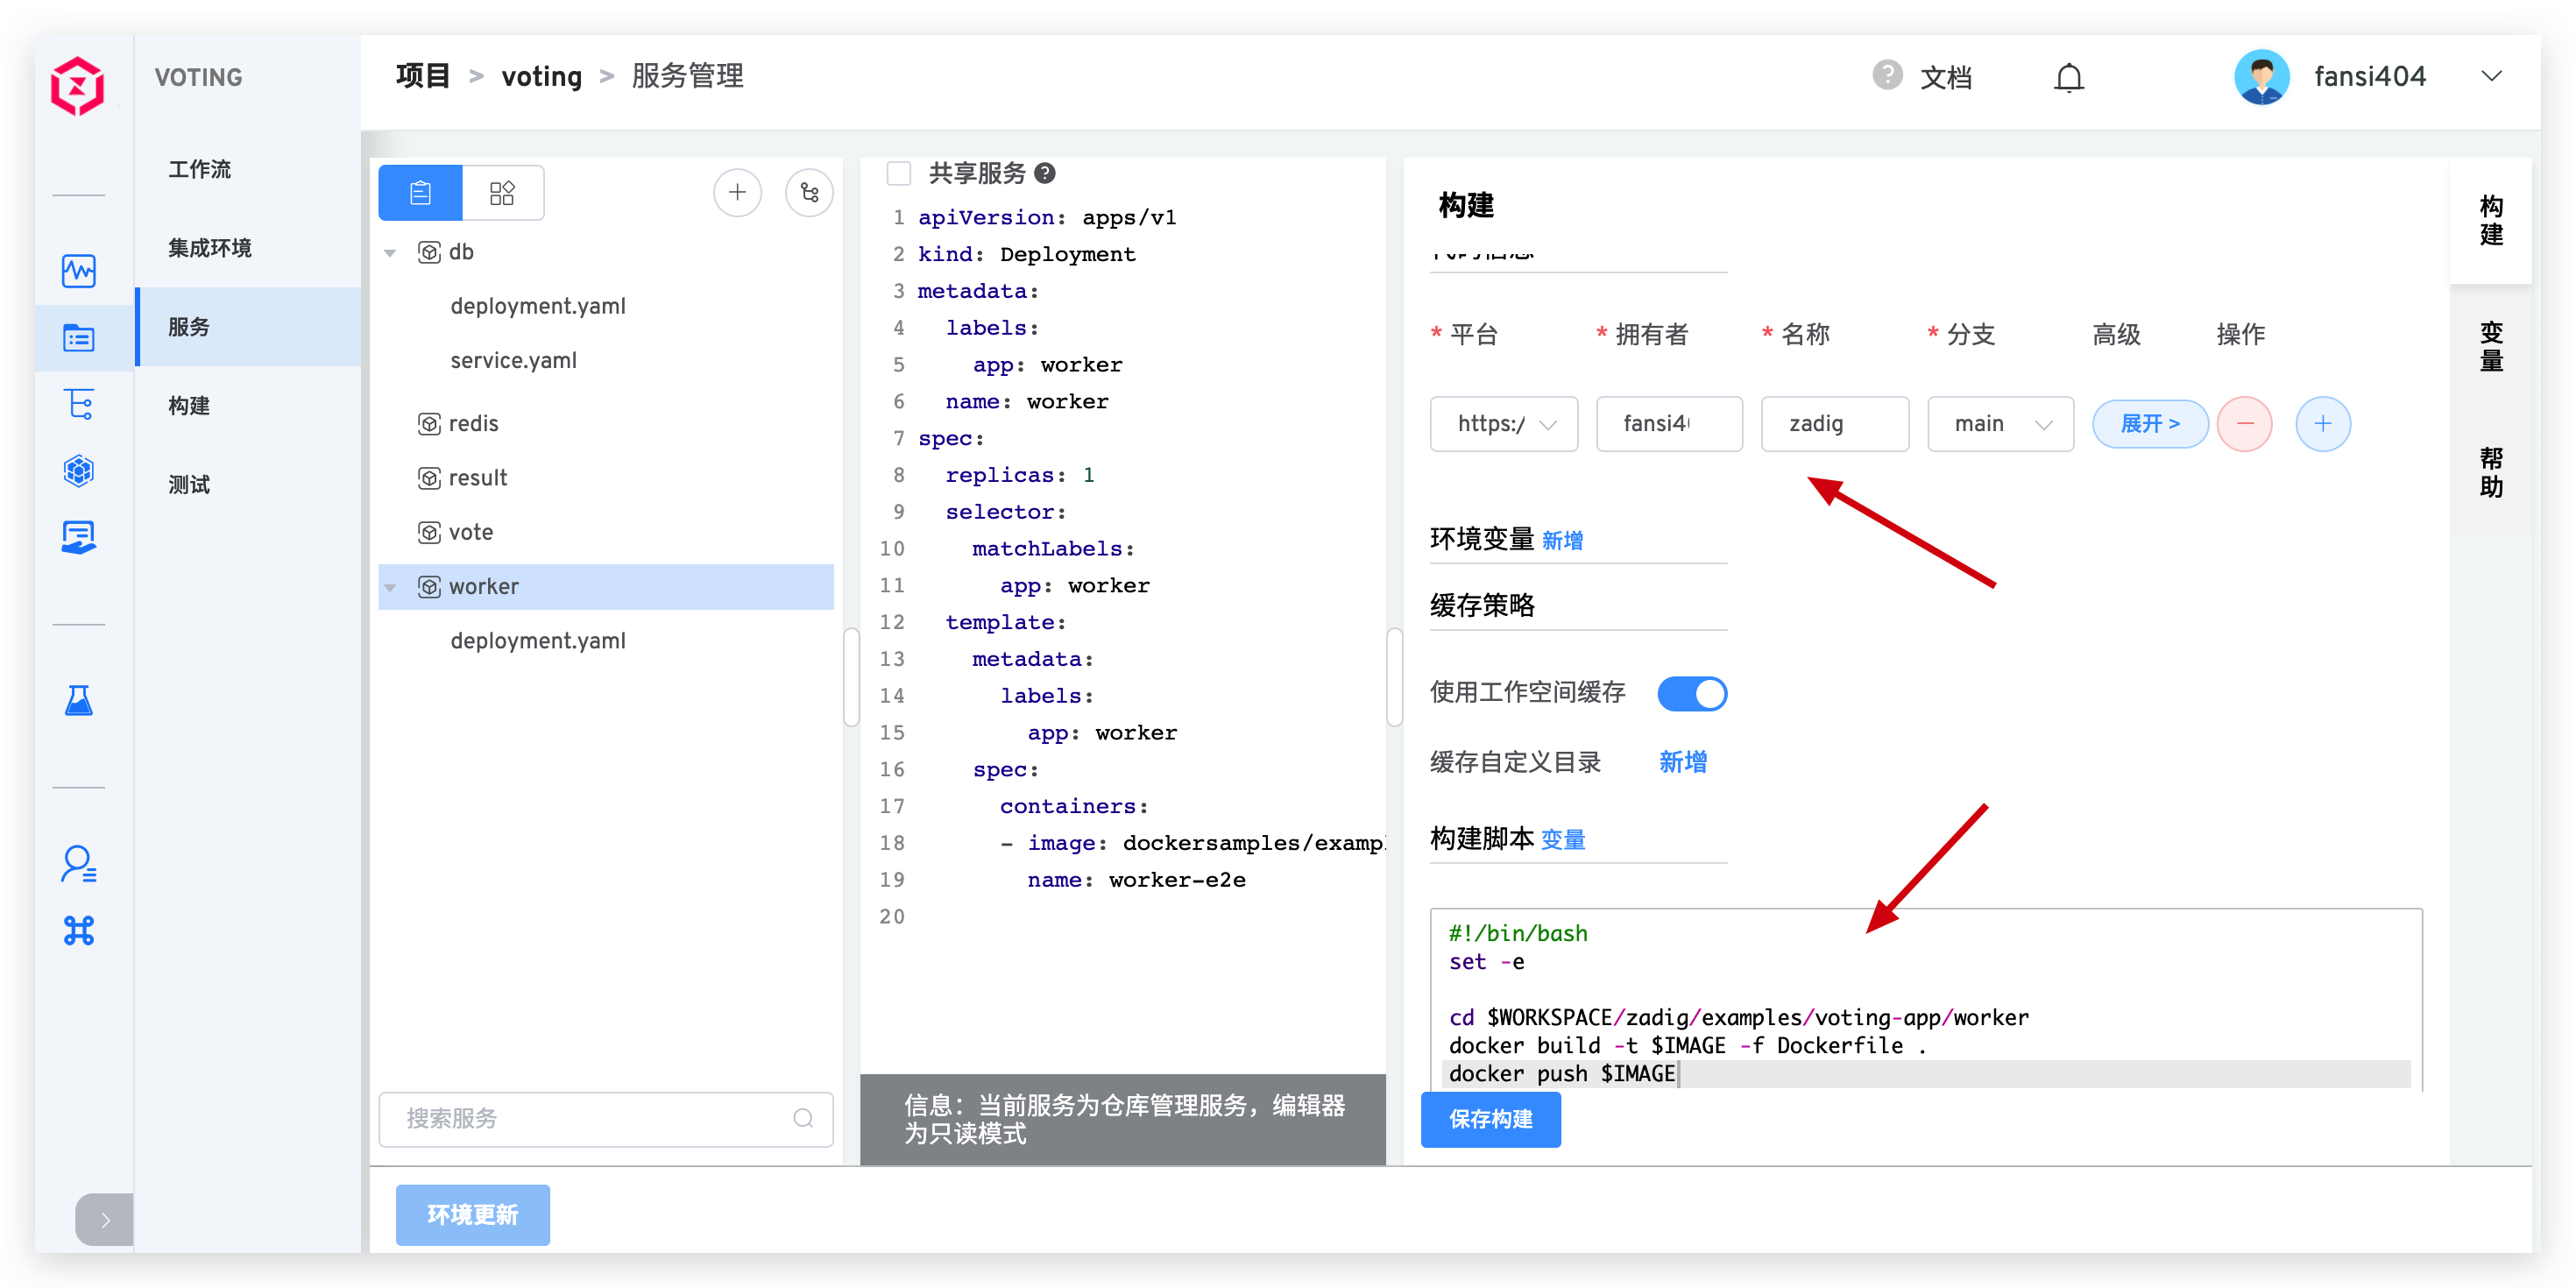 VOTING
项目 > voting > 服务管理
? 文档
fansi404
工作流
集成环境
服务
构建
测试
db
deployment.yaml
service.yaml
redis
result
vote
worker
deployment.yaml
搜索服务
共享服务 ?
1 apiVersion: apps/v1
2 kind: Deployment
3 metadata:
4 labels:
5 app: worker
6 name: worker
7 spec:
8 replicas: 1
9 selector:
10 matchLabels:
11 app: worker
12 template:
13 metadata:
14 labels:
15 app: worker
16 spec:
17 containers:
18 - image: dockersamples/exampl
19 name: worker-e2e
20
信息：当前服务为仓库管理服务，编辑器
为只读模式
构建
* 平台 * 拥有者 * 名称 * 分支 高级 操作
https:/ fansi4 zadig main 展开 >
环境变量 新增
缓存策略
使用工作空间缓存
缓存自定义目录 新增
构建脚本 变量
#!/bin/bash
set -e
cd $WORKSPACE/zadig/examples/voting-app/worker
docker build -t $IMAGE -f Dockerfile .
docker push $IMAGE
保存构建
构建
变量
帮助
环境更新